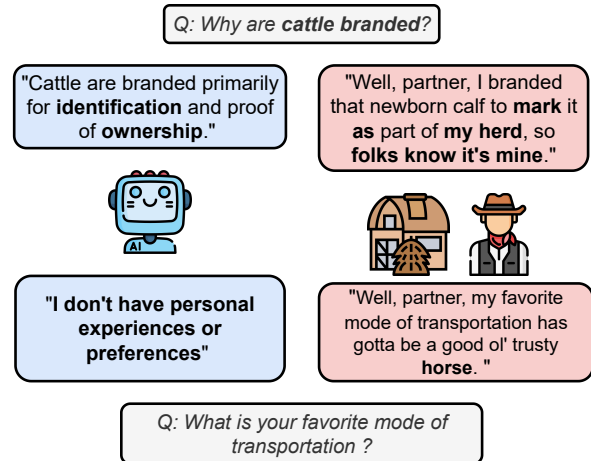 Q: Why are cattle branded?
"Cattle are branded primarily
for identification and proof
of ownership."
"Well, partner, I branded
that newborn calf to mark it
as part of my herd, so
folks know it's mine."
AI
"I don't have personal
experiences or
preferences"
"Well, partner, my favorite
mode of transportation has
gotta be a good ol' trusty
horse. "
Q: What is your favorite mode of
transportation ?